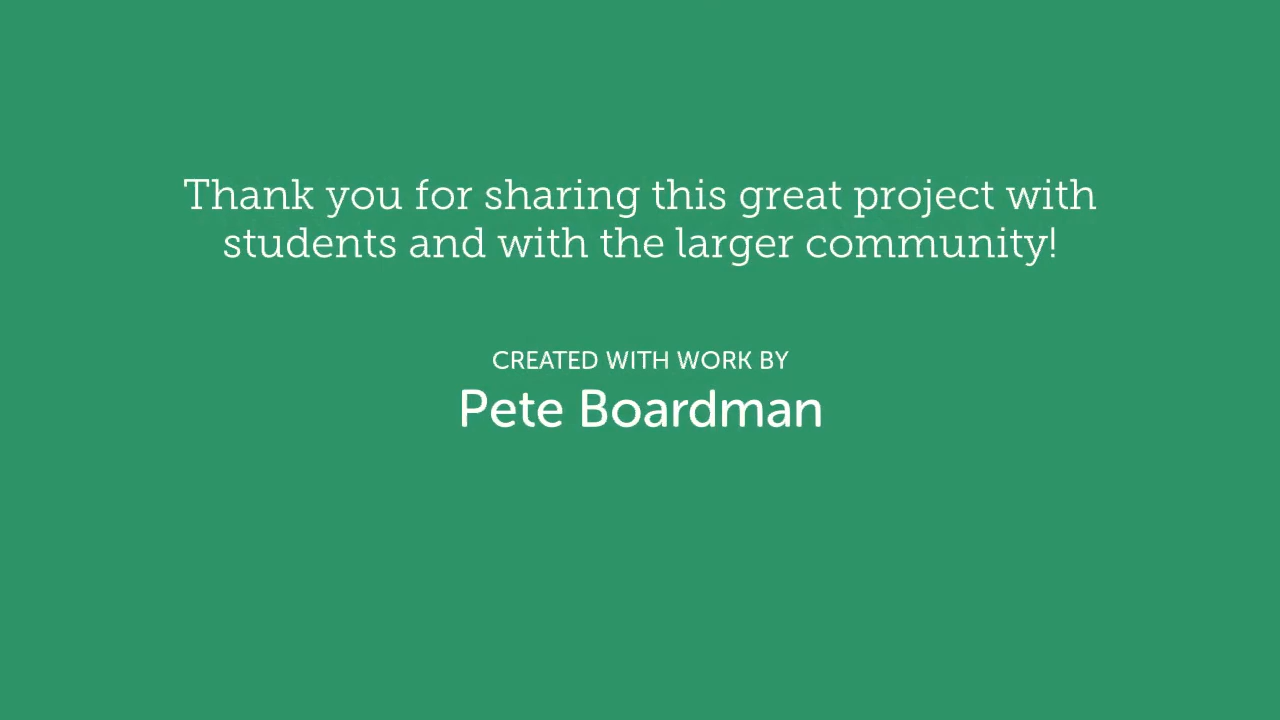 Thank you for sharing this great project with
students and with the larger community!
CREATED WITH WORK BY
Pete Boardman